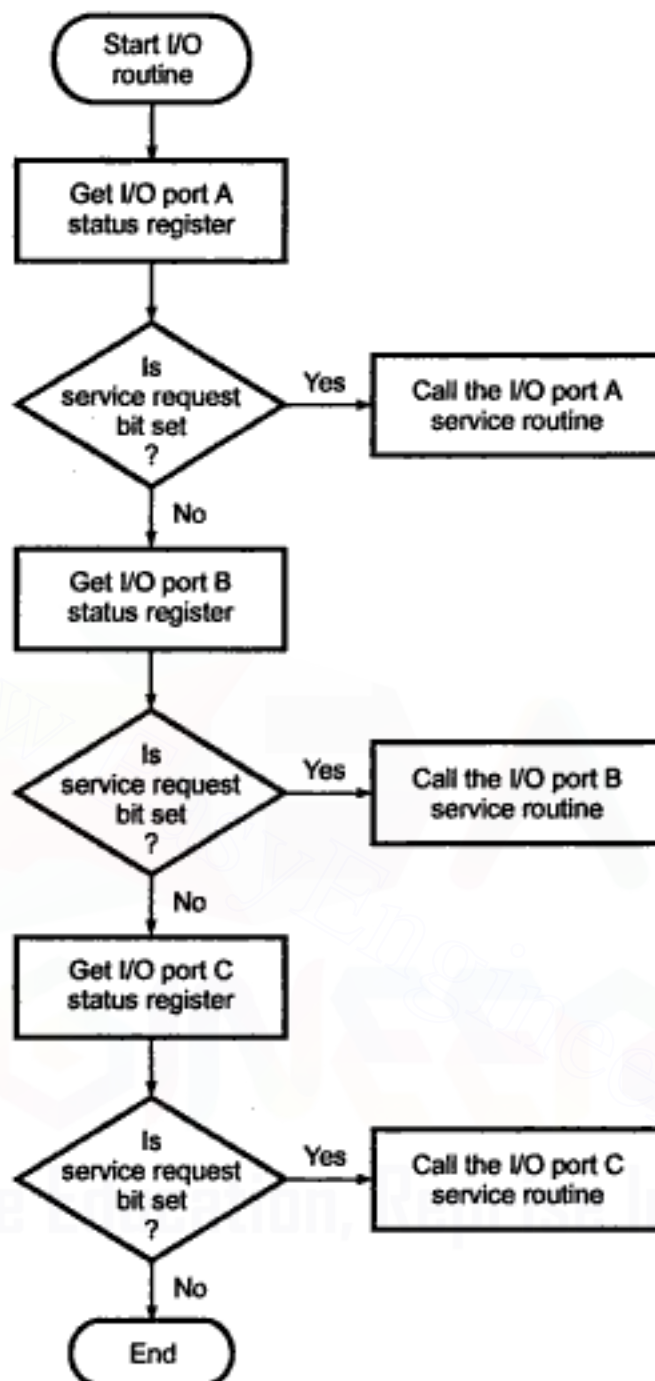 Start I/O
routine
Get I/O port A
status register
Is
service request
bit set
?
Yes
Call the I/O port A
service routine
No
Get I/O port B
status register
Is
service request
bit set
?
Yes
Call the I/O port B
service routine
No
Get I/O port C
status register
Is
service request
bit set
?
Yes
Call the I/O port C
service routine
No
End